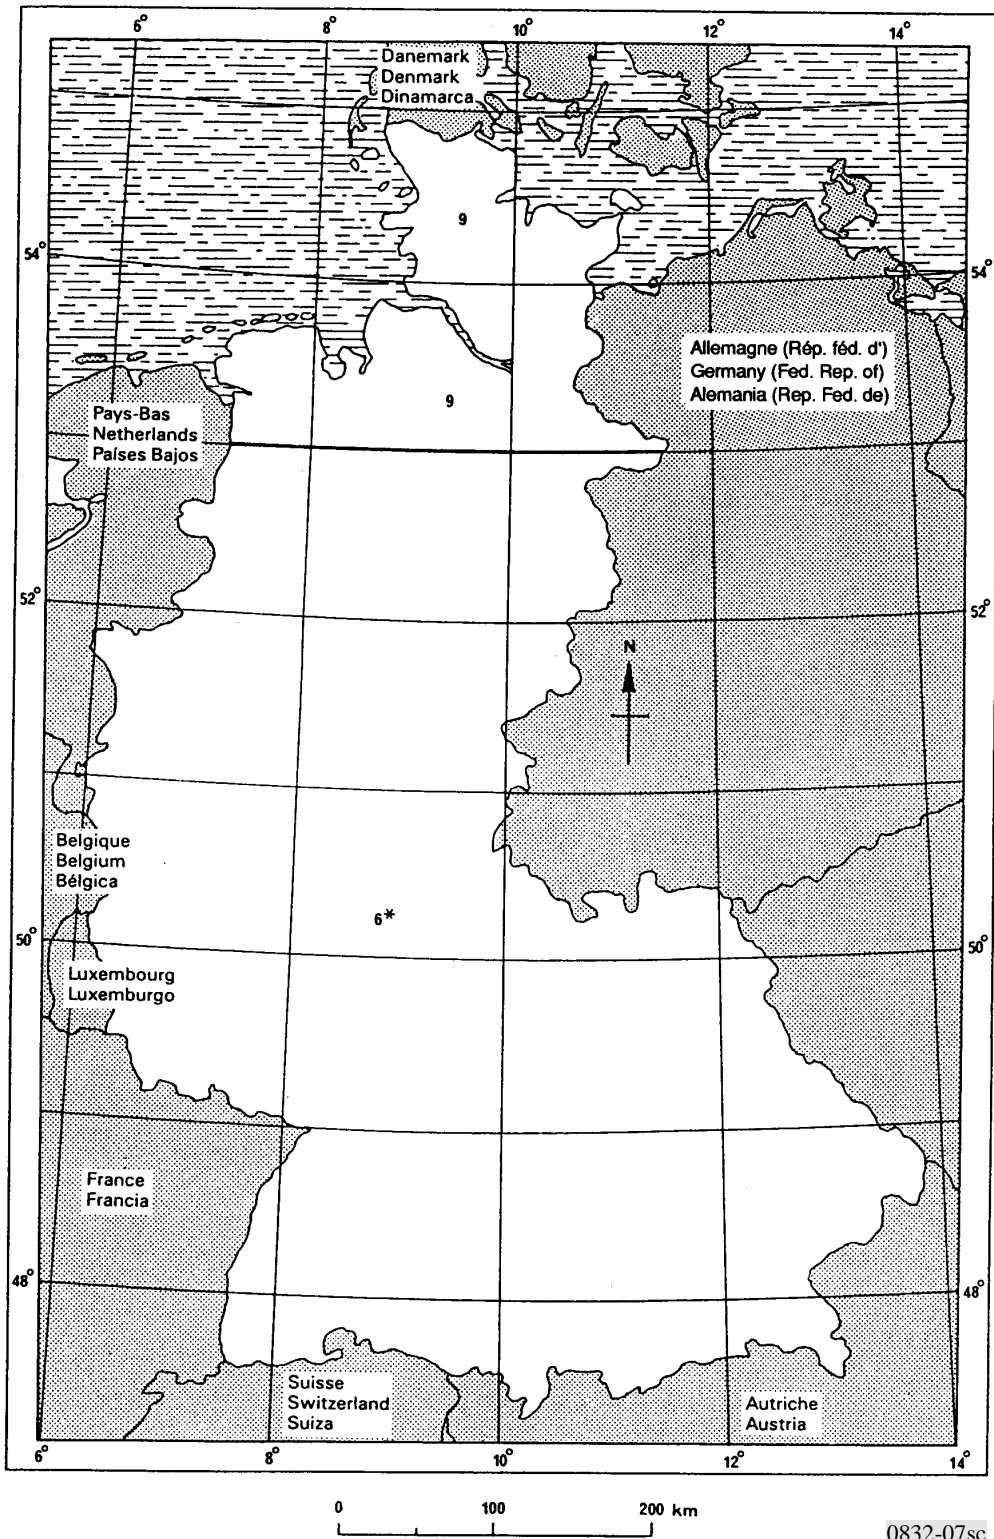 6° 8° 10° 12° 14°
Danemark
Denmark
Dinamarca
9
54° 54°
Allemagne (Rép. féd. d')
Germany (Fed. Rep. of)
Alemania (Rep. Fed. de)
9
Pays-Bas
Netherlands
Países Bajos
52° 52°
N
Belgique
Belgium
Bélgica
6*
50° 50°
Luxembourg
Luxemburgo
France
Francia
48° 48°
Suisse
Switzerland
Suiza
Autriche
Austria
6° 8° 10° 12° 14°
0 100 200 km
0832-07sc